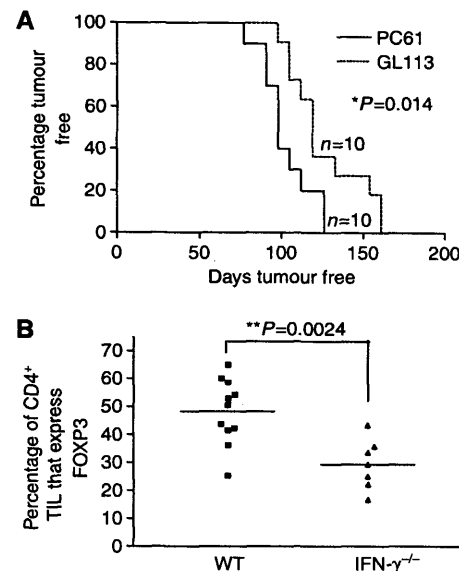 A
100
80
60
40
20
0
Percentage tumour
free
PC61
GL113
*P=0.014
n=10
n=10
0
50
100
150
200
Days tumour free
B
**P=0.0024
70
60
50
40
30
20
10
0
Percentage of CD4+
TIL that express
FOXP3
WT
IFN-γ−/−